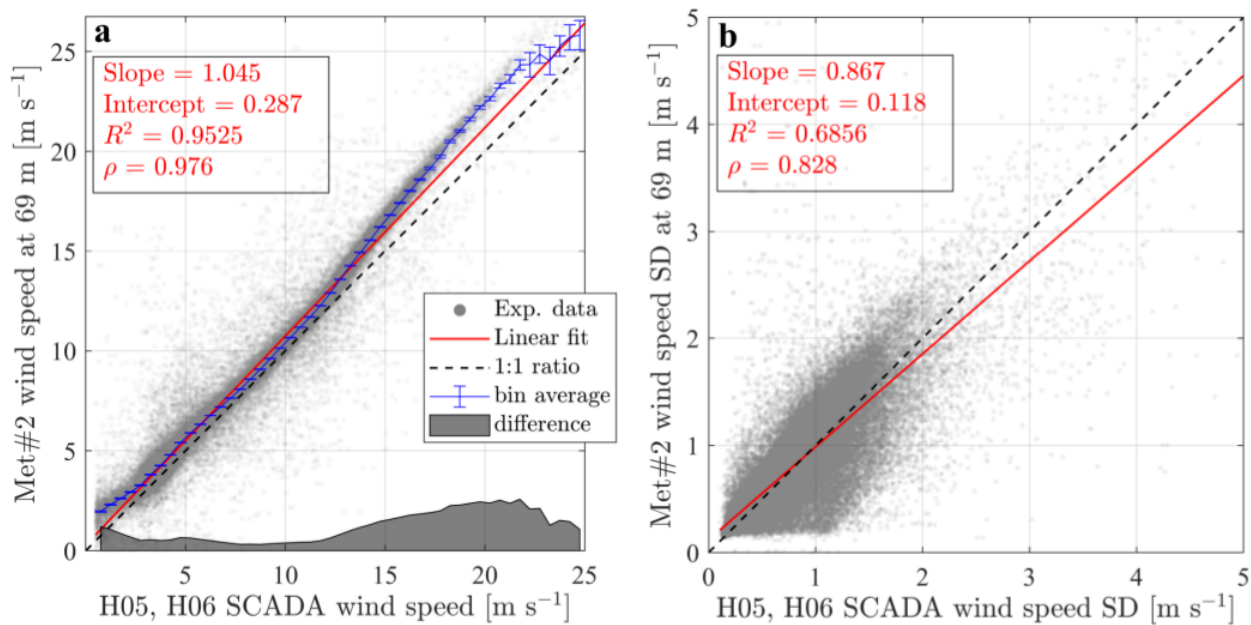 a
Slope = 1.045
Intercept = 0.287
R² = 0.9525
ρ = 0.976
Met#2 wind speed at 69 m [m s⁻¹]
25
20
15
10
5
0
5
10
15
20
25
H05, H06 SCADA wind speed [m s⁻¹]
Exp. data
Linear fit
1:1 ratio
bin average
difference
b
Slope = 0.867
Intercept = 0.118
R² = 0.6856
ρ = 0.828
Met#2 wind speed SD at 69 m [m s⁻¹]
5
4
3
2
1
0
0
1
2
3
4
5
H05, H06 SCADA wind speed SD [m s⁻¹]